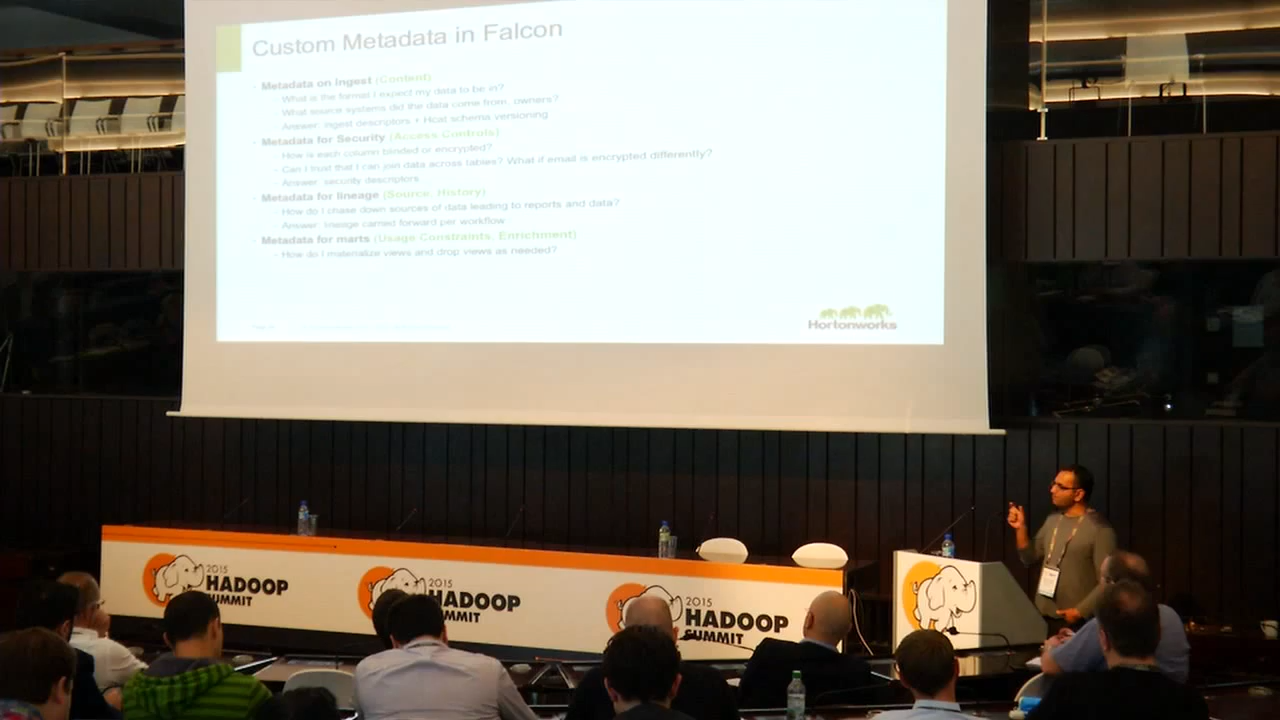 Custom Metadata in Falcon
Metadata on ingest (Content)
- What is the format I expect my data to be in?
- What source systems did the data come from, owners?
- Answer: ingest descriptors + Hcat schema versioning
Metadata for Security (Access Controls)
- How is each column blinded or encrypted?
- Can I trust that I can join data across tables? What if email is encrypted differently?
- Answer: security descriptors
Metadata for lineage (Source, History)
- How do I chase down sources of data leading to reports and data?
- Answer: lineage carried forward per workflow
Metadata for marts (Usage Constraints, Enrichment)
- How do I materialize views and drop views as needed?
Hortonworks
2015
HADOOP
SUMMIT
2015
HADOOP
SUMMIT
2015
HADOOP
SUMMIT